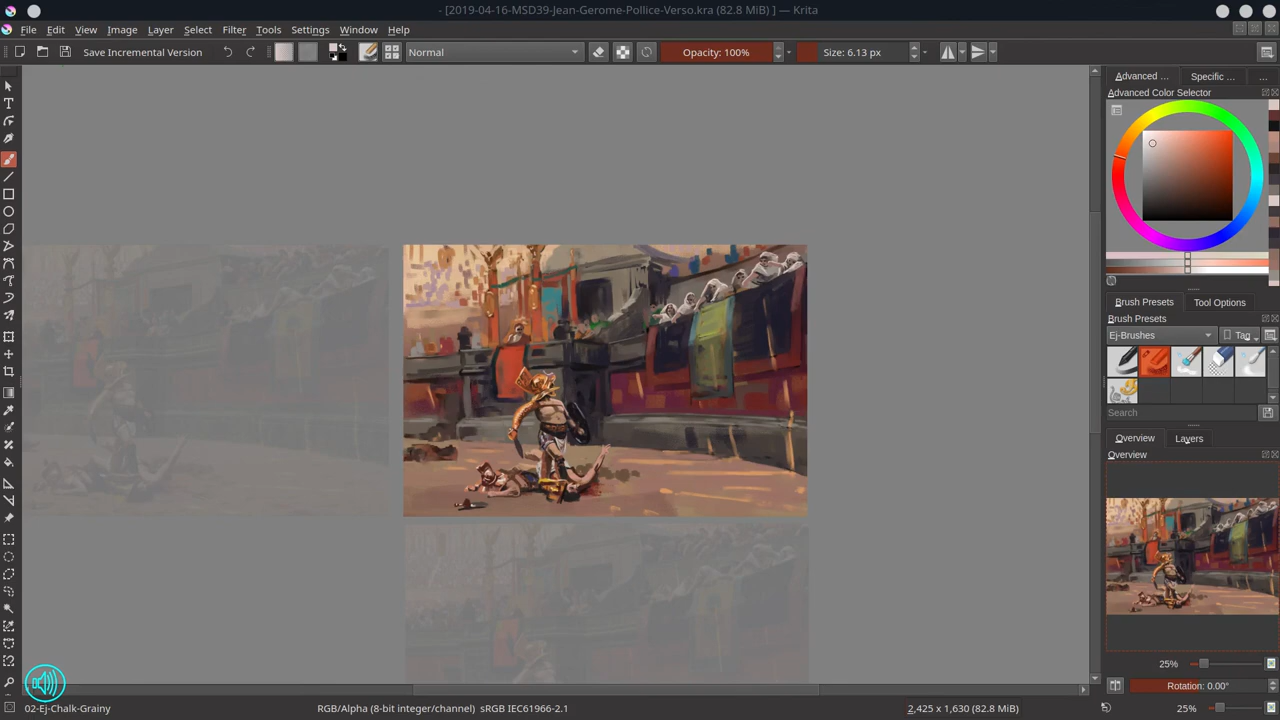 - [2019-04-16-MSD39-Jean-Gerome-Pollice-Verso.kra (82.8 MiB) ] — Krita
File Edit View Image Layer Select Filter Tools Settings Window Help
Save Incremental Version Normal Opacity: 100% Size: 6.13 px
Advanced ... Specific ... ...
Advanced Color Selector
Brush Presets Tool Options
Brush Presets
Ej-Brushes Tag
Search
Overview Layers
Overview
25%
Rotation: 0.00°
02-Ej-Chalk-Grainy RGB/Alpha (8-bit integer/channel) sRGB IEC61966-2.1 2,425 x 1,630 (82.8 MiB) 25%